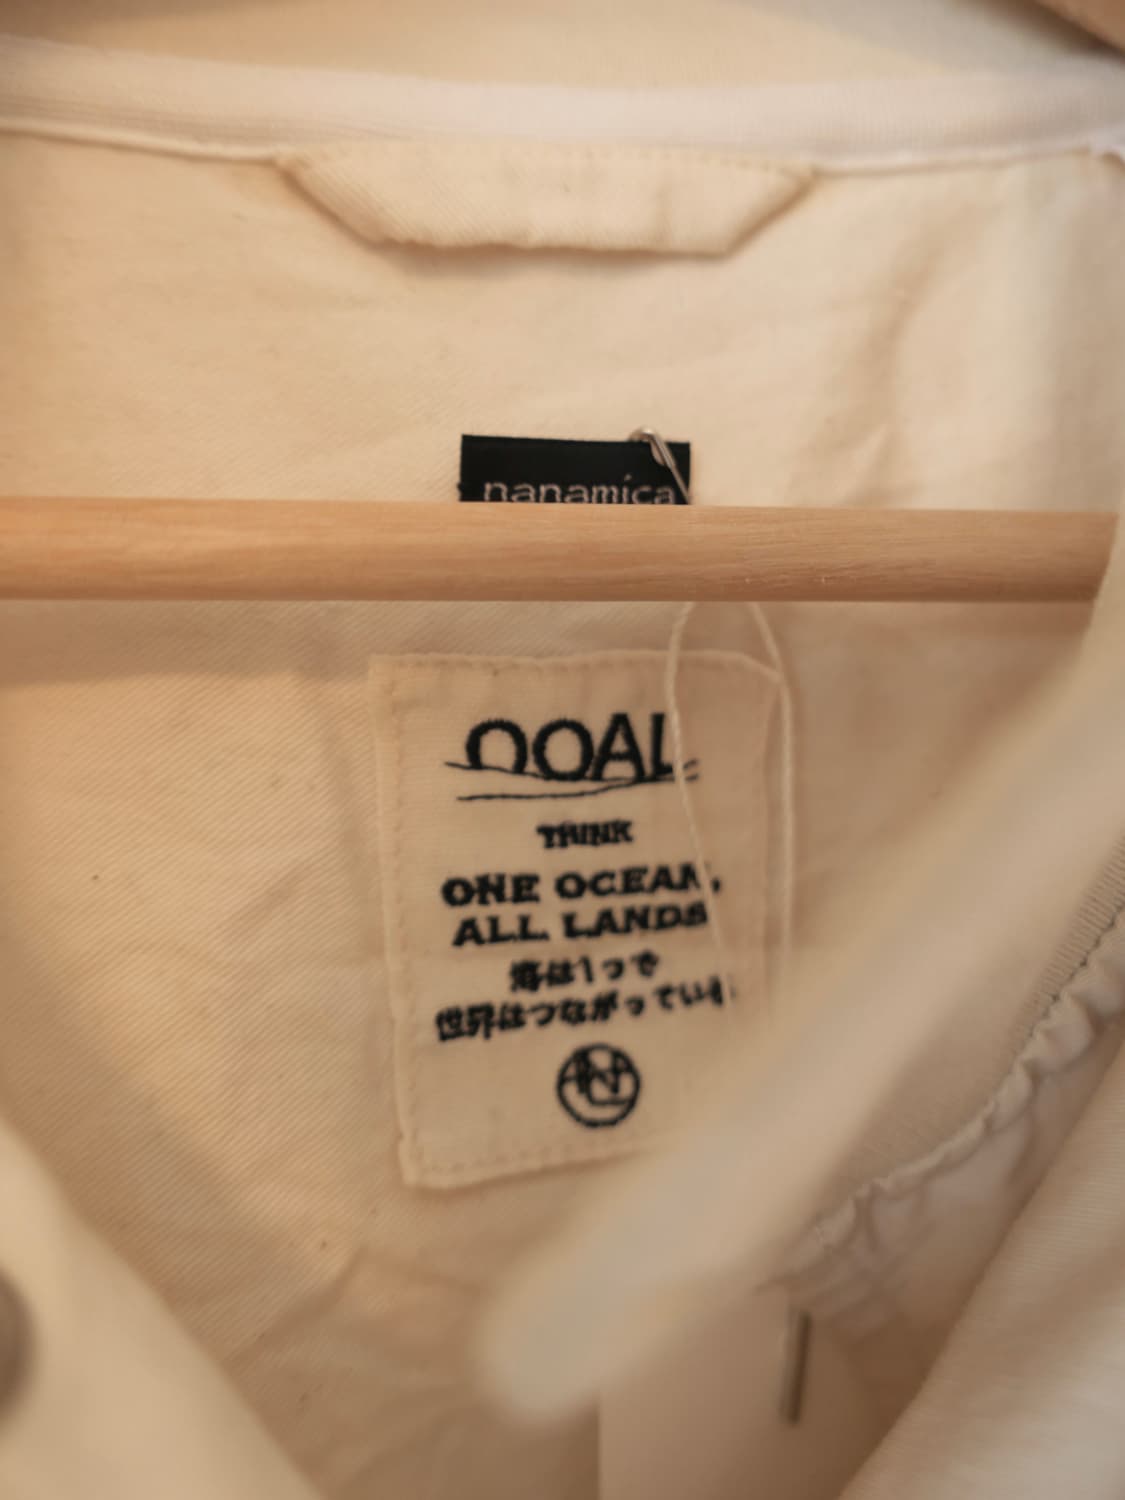 nanamica
OOAL
THINK
ONE OCEAN,
ALL LANDS
海は1つで
世界はつながっている